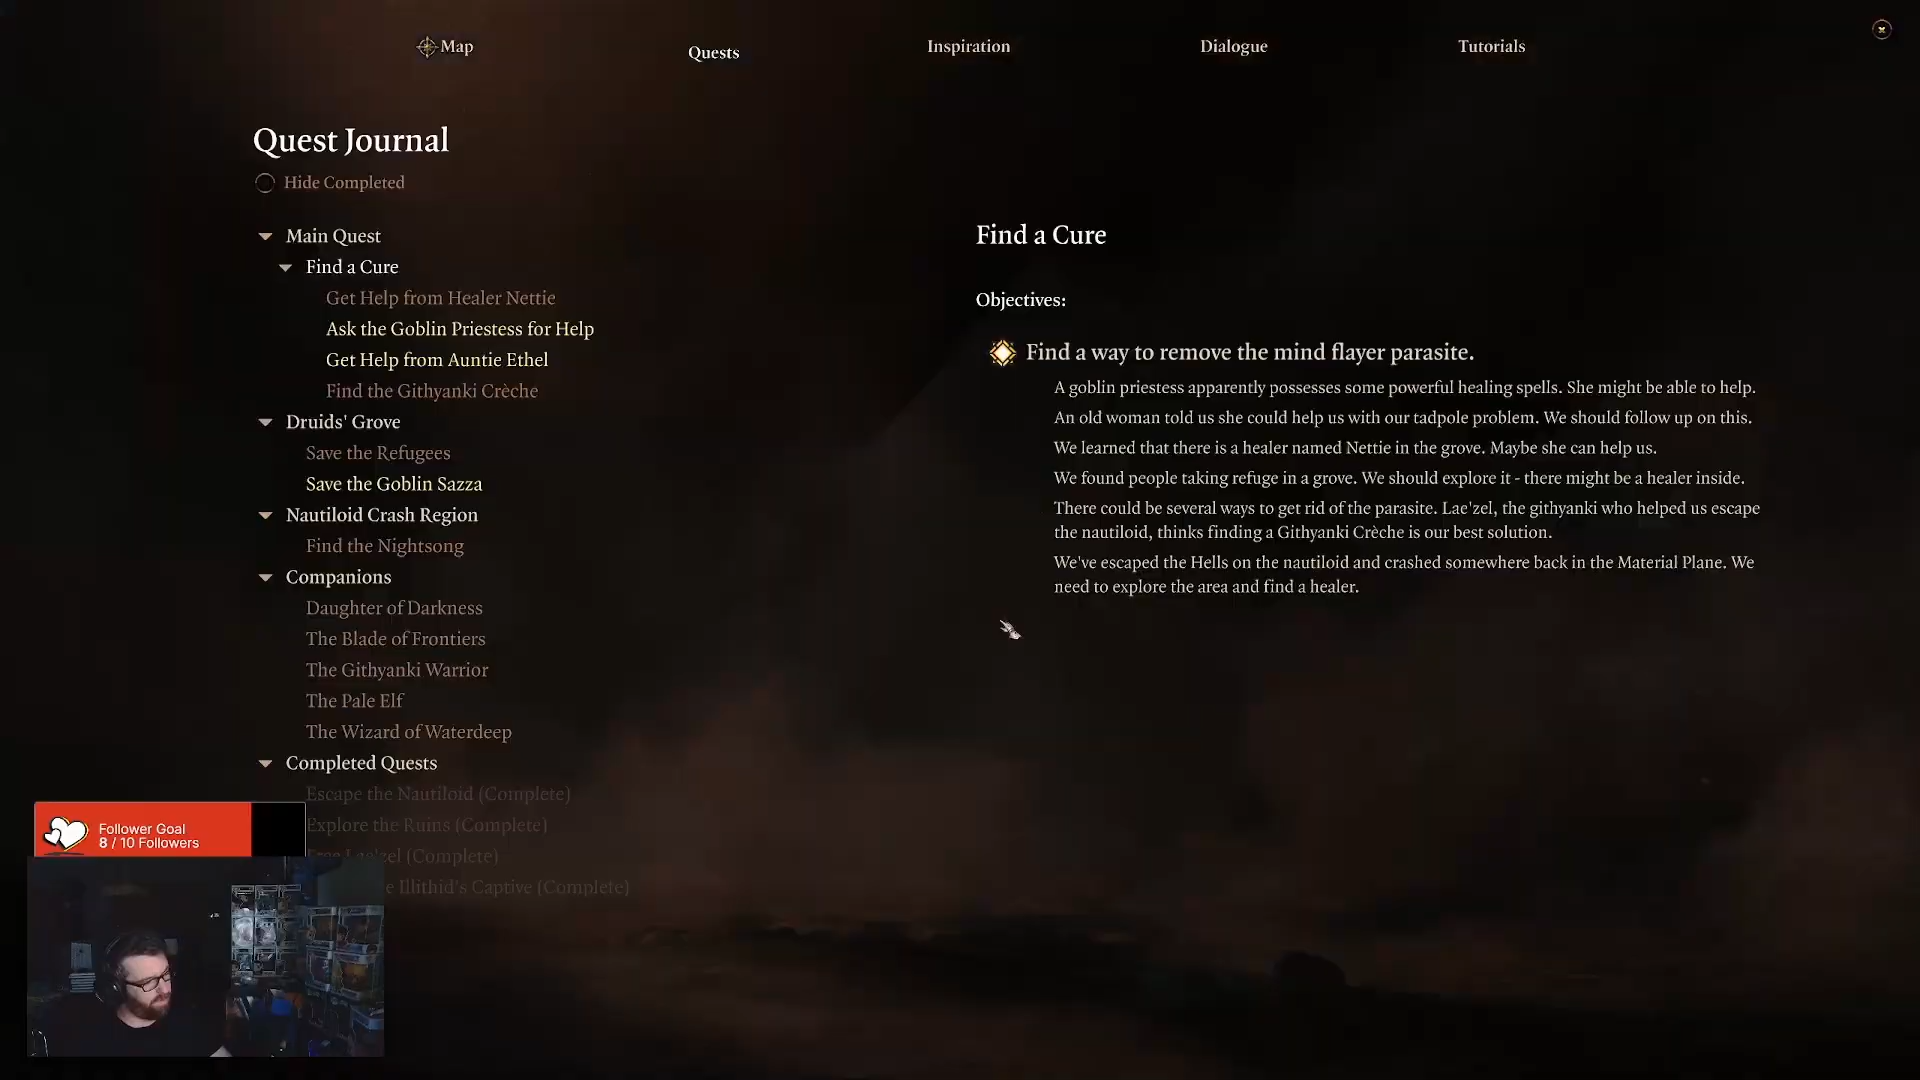 Map
Quests
Inspiration
Dialogue
Tutorials
Quest Journal
Hide Completed
Main Quest
Find a Cure
Get Help from Healer Nettie
Ask the Goblin Priestess for Help
Get Help from Auntie Ethel
Find the Githyanki Crèche
Druids' Grove
Save the Refugees
Save the Goblin Sazza
Nautiloid Crash Region
Find the Nightsong
Companions
Daughter of Darkness
The Blade of Frontiers
The Githyanki Warrior
The Pale Elf
The Wizard of Waterdeep
Completed Quests
Escape the Nautiloid (Complete)
Explore the Ruins (Complete)
(Complete)
Illithid's Captive (Complete)
Find a Cure
Objectives:
Find a way to remove the mind flayer parasite.
A goblin priestess apparently possesses some powerful healing spells. She might be able to help.
An old woman told us she could help us with our tadpole problem. We should follow up on this.
We learned that there is a healer named Nettie in the grove. Maybe she can help us.
We found people taking refuge in a grove. We should explore it - there might be a healer inside.
There could be several ways to get rid of the parasite. Lae'zel, the githyanki who helped us escape
the nautiloid, thinks finding a Githyanki Crèche is our best solution.
We've escaped the Hells on the nautiloid and crashed somewhere back in the Material Plane. We
need to explore the area and find a healer.
Follower Goal
8 / 10 Followers